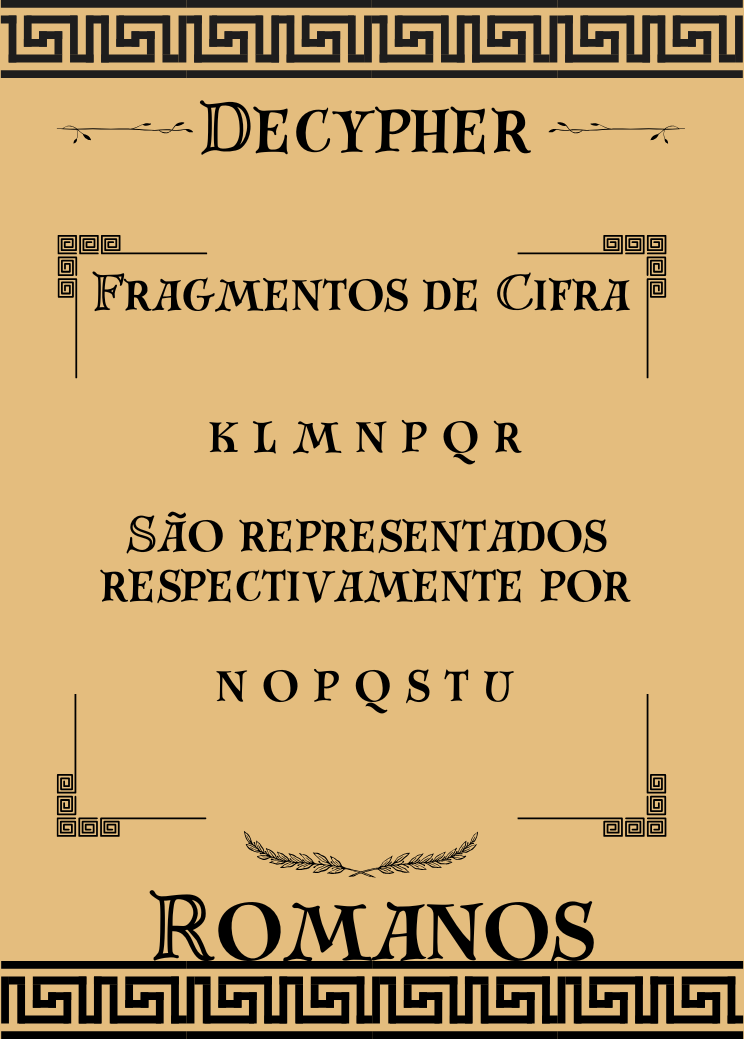 Decypher
Fragmentos de Cifra
K L M N P Q R
São representados
respectivamente por
N O P Q S T U
Romanos